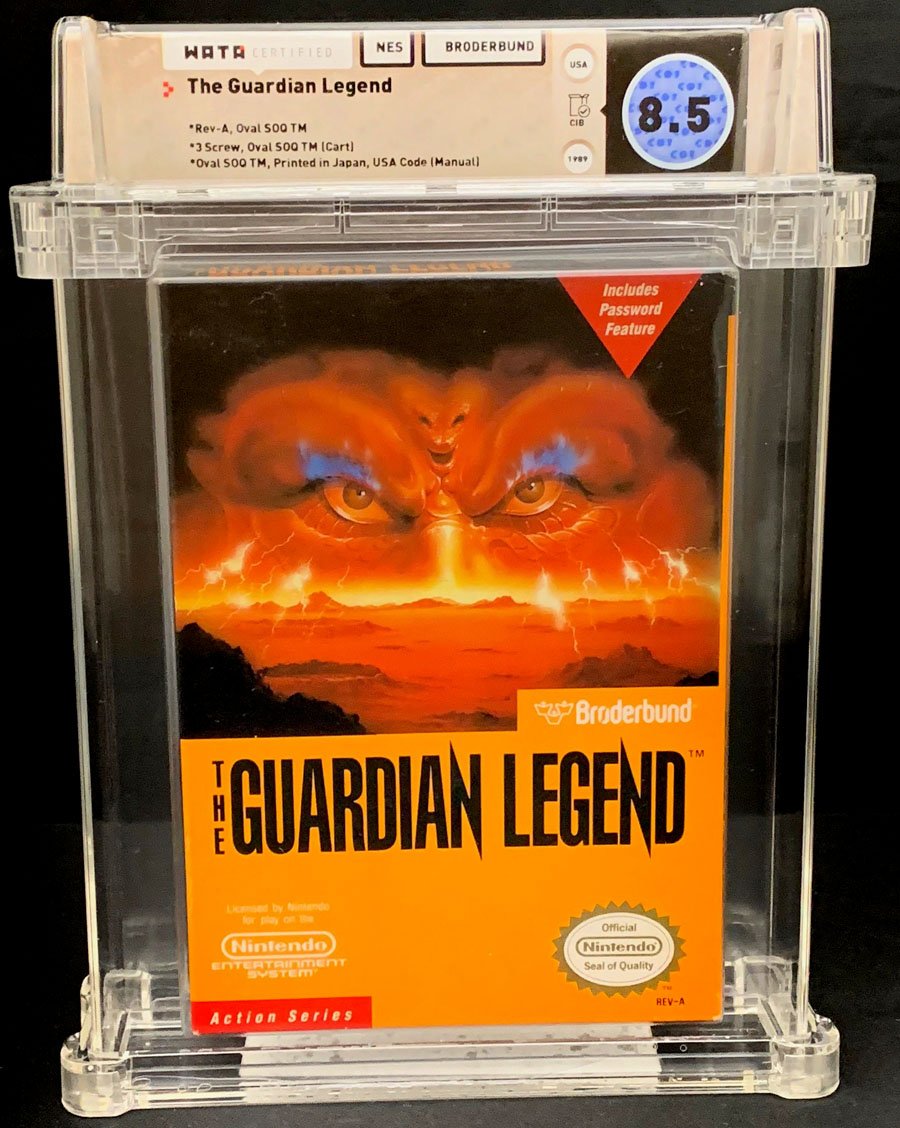 WATA CERTIFIED
NES
BRODERBUND
The Guardian Legend
*Rev-A, Oval SOQ TM
*3 Screw, Oval SOQ TM (Cart)
*Oval SOQ TM, Printed in Japan, USA Code (Manual)
USA
CIB
1989
8.5
GUARDIAN LEGEND
Includes
Password
Feature
Broderbund
THE GUARDIAN LEGEND™
Licensed by Nintendo
for play on the
Nintendo
ENTERTAINMENT
SYSTEM
Official
Nintendo
Seal of Quality
TM
REV-A
Action Series